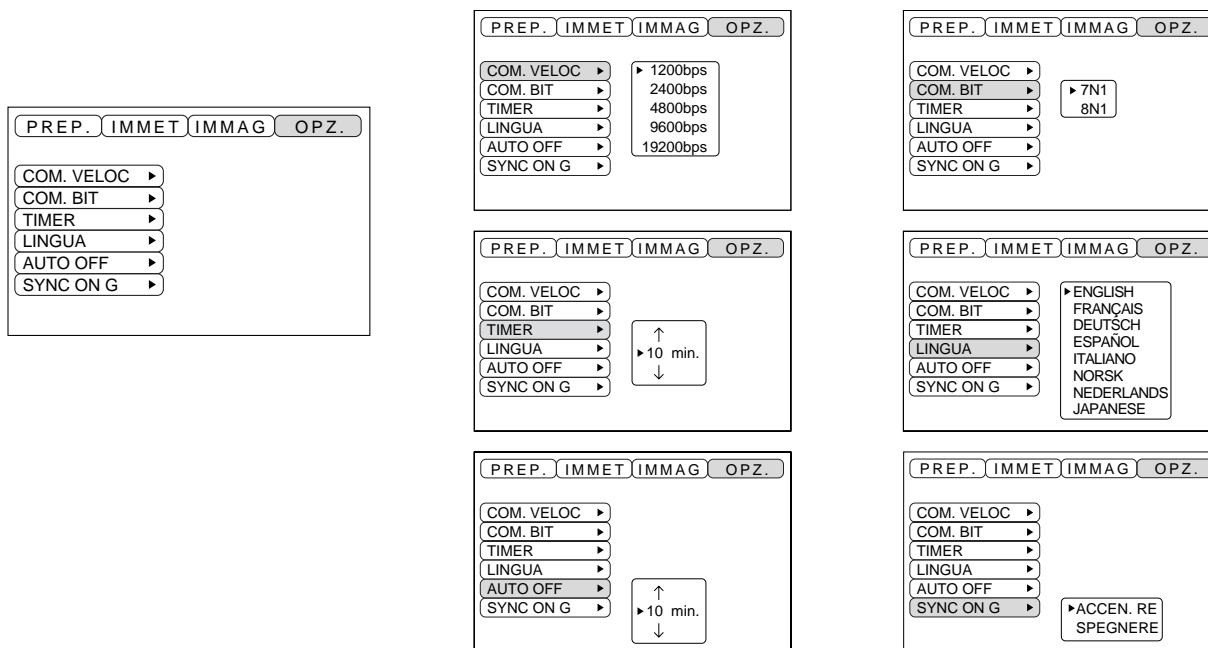 PREP. IMMET IMMAG OPZ.
COM. VELOC
COM. BIT
TIMER
LINGUA
AUTO OFF
SYNC ON G
PREP. IMMET IMMAG OPZ.
COM. VELOC
COM. BIT
TIMER
LINGUA
AUTO OFF
SYNC ON G
1200bps
2400bps
4800bps
9600bps
19200bps
PREP. IMMET IMMAG OPZ.
COM. VELOC
COM. BIT
TIMER
LINGUA
AUTO OFF
SYNC ON G
7N1
8N1
PREP. IMMET IMMAG OPZ.
COM. VELOC
COM. BIT
TIMER
LINGUA
AUTO OFF
SYNC ON G
10 min.
PREP. IMMET IMMAG OPZ.
COM. VELOC
COM. BIT
TIMER
LINGUA
AUTO OFF
SYNC ON G
ENGLISH
FRANÇAIS
DEUTSCH
ESPAÑOL
ITALIANO
NORSK
NEDERLANDS
JAPANESE
PREP. IMMET IMMAG OPZ.
COM. VELOC
COM. BIT
TIMER
LINGUA
AUTO OFF
SYNC ON G
10 min.
PREP. IMMET IMMAG OPZ.
COM. VELOC
COM. BIT
TIMER
LINGUA
AUTO OFF
SYNC ON G
ACCEN. RE
SPEGNERE